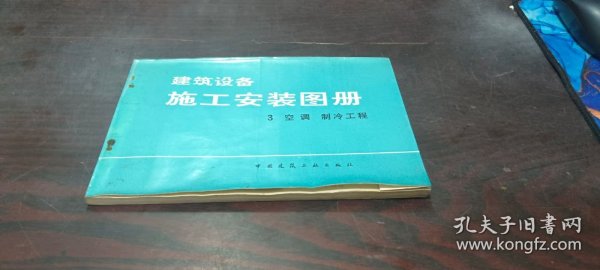 建筑设备
施工安装图册
3 空调 制冷工程
中国建筑工业出版社
孔夫子旧书网
www.kongfz.com